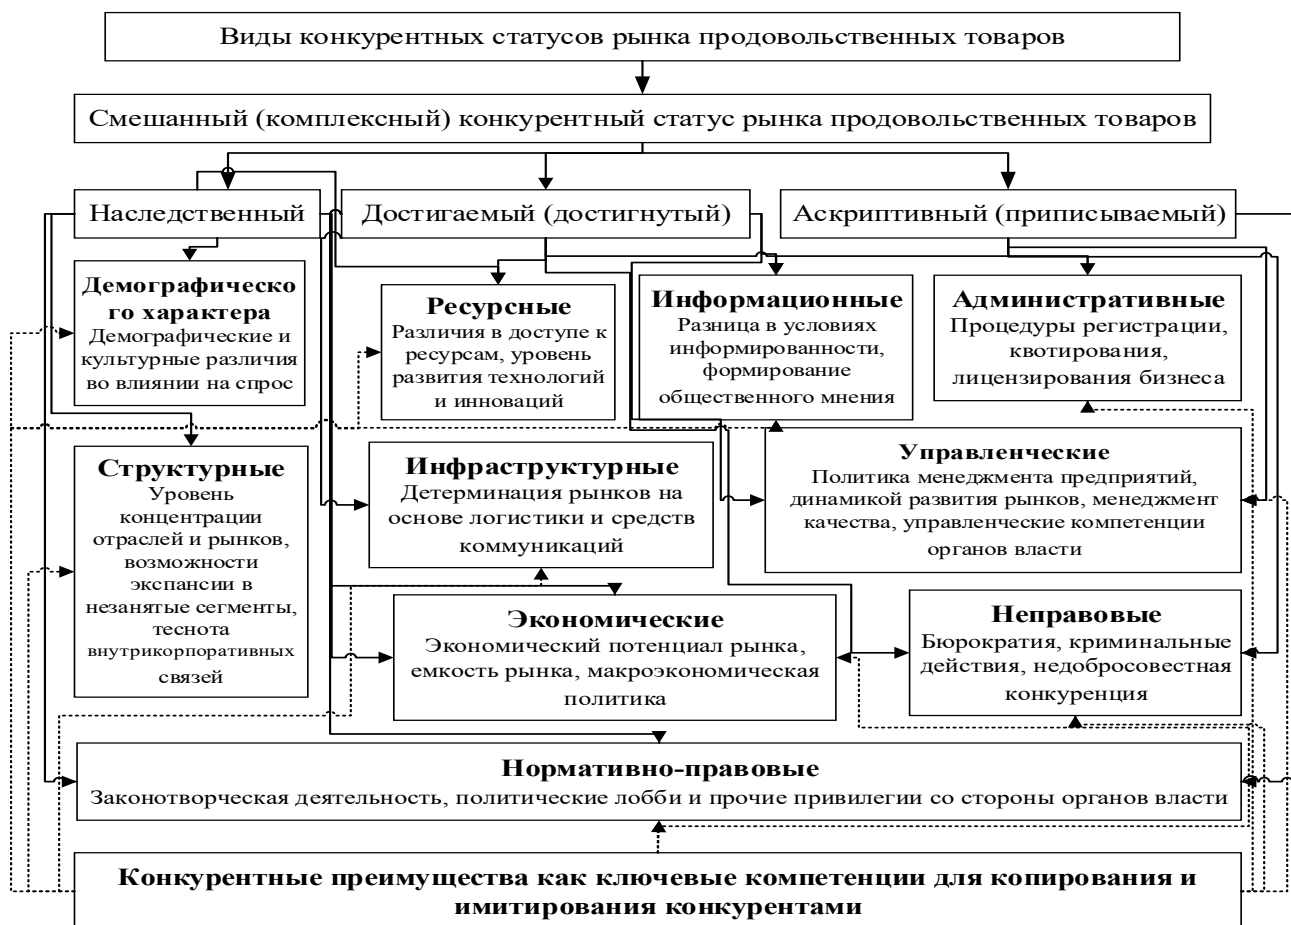 Виды конкурентных статусов рынка продовольственных товаров
Смешанный (комплексный) конкурентный статус рынка продовольственных товаров
Наследственный
Достигаемый (достигнутый)
Аскриптивный (приписываемый)
Демографическо
го характера
Демографические и
культурные различия
во влиянии на спрос
Ресурсные
Различия в доступе к
ресурсам, уровень
развития технологий
и инноваций
Информационные
Разница в условиях
информированности,
формирование
общественного мнения
Административные
Процедуры регистрации,
квотирования,
лицензирования бизнеса
Структурные
Уровень
концентрации
отраслей и рынков,
возможности
экспансии в
незанятые сегменты,
теснота
внутрикорпоративных
связей
Инфраструктурные
Детерминация рынков на
основе логистики и средств
коммуникаций
Управленческие
Политика менеджмента предприятий,
динамикой развития рынков, менеджмент
качества, управленческие компетенции
органов власти
Экономические
Экономический потенциал рынка,
емкость рынка, макроэкономическая
политика
Неправовые
Бюрократия, криминальные
действия, недобросовестная
конкуренция
Нормативно-правовые
Законотворческая деятельность, политические лобби и прочие привилегии со стороны органов власти
Конкурентные преимущества как ключевые компетенции для копирования и
имитирования конкурентами